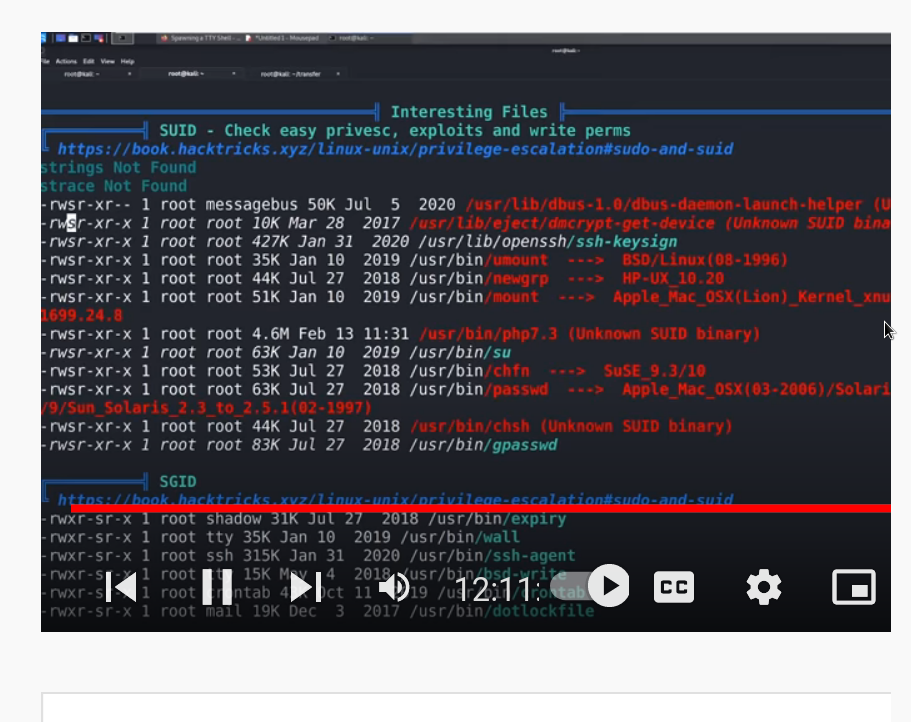 Spawning a TTY Shell - ... *Untitled 1 - Mousepad root@kali: ~
root@kali: ~
File Actions Edit View Help
root@kali: ~ × root@kali: ~ × root@kali: ~/transfer ×
Interesting Files
SUID - Check easy privesc, exploits and write perms
https://book.hacktricks.xyz/linux-unix/privilege-escalation#sudo-and-suid
strings Not Found
strace Not Found
-rwsr-xr-- 1 root messagebus 50K Jul 5 2020 /usr/lib/dbus-1.0/dbus-daemon-launch-helper (U
-rwsr-xr-x 1 root root 10K Mar 28 2017 /usr/lib/eject/dmcrypt-get-device (Unknown SUID bina
-rwsr-xr-x 1 root root 427K Jan 31 2020 /usr/lib/openssh/ssh-keysign
-rwsr-xr-x 1 root root 35K Jan 10 2019 /usr/bin/umount ---> BSD/Linux(08-1996)
-rwsr-xr-x 1 root root 44K Jul 27 2018 /usr/bin/newgrp ---> HP-UX_10.20
-rwsr-xr-x 1 root root 51K Jan 10 2019 /usr/bin/mount ---> Apple_Mac_OSX(Lion)_Kernel_xnu
1699.24.8
-rwsr-xr-x 1 root root 4.6M Feb 13 11:31 /usr/bin/php7.3 (Unknown SUID binary)
-rwsr-xr-x 1 root root 63K Jan 10 2019 /usr/bin/su
-rwsr-xr-x 1 root root 53K Jul 27 2018 /usr/bin/chfn ---> SuSE_9.3/10
-rwsr-xr-x 1 root root 63K Jul 27 2018 /usr/bin/passwd ---> Apple_Mac_OSX(03-2006)/Solari
/9/Sun_Solaris_2.3_to_2.5.1(02-1997)
-rwsr-xr-x 1 root root 44K Jul 27 2018 /usr/bin/chsh (Unknown SUID binary)
-rwsr-xr-x 1 root root 83K Jul 27 2018 /usr/bin/gpasswd
SGID
https://book.hacktricks.xyz/linux-unix/privilege-escalation#sudo-and-suid
-rwxr-sr-x 1 root shadow 31K Jul 27 2018 /usr/bin/expiry
-rwxr-sr-x 1 root tty 35K Jan 10 2019 /usr/bin/wall
-rwxr-sr-x 1 root ssh 315K Jan 31 2020 /usr/bin/ssh-agent
-rwxr-sr-x 1 root 15K May 4 2018 /usr/bin/bsd-write
-rwxr-sr-x 1 root crontab Oct 11
-rwxr-sr-x 1 root mail 19K Dec 3 2017 /usr/bin/dotlockfile
12:11
CC